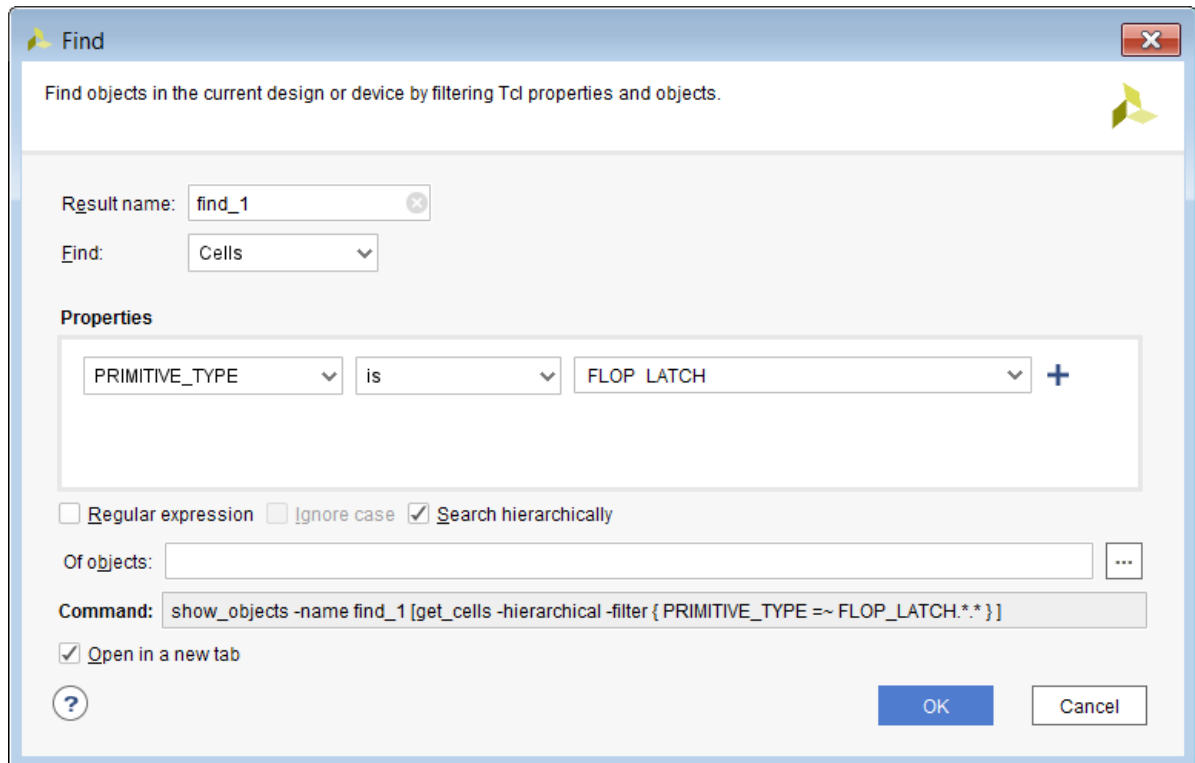 Find
Find objects in the current design or device by filtering Tcl properties and objects.
Result name: find_1
Find: Cells
Properties
PRIMITIVE_TYPE is FLOP LATCH +
Regular expression Ignore case Search hierarchically
Of objects: ...
Command: show_objects -name find_1 [get_cells -hierarchical -filter { PRIMITIVE_TYPE =~ FLOP_LATCH.*.* } ]
Open in a new tab
? OK Cancel